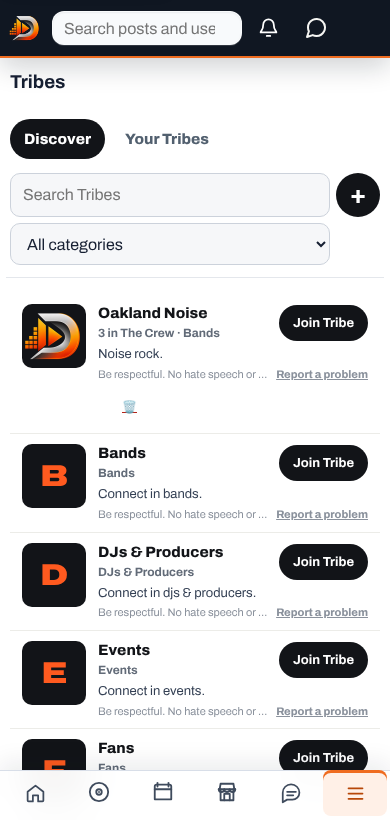 Search posts and use
Tribes
Discover
Your Tribes
Search Tribes
+
All categories
Oakland Noise
3 in The Crew · Bands
Noise rock.
Be respectful. No hate speech or ...
Report a problem
Join Tribe
B
Bands
Bands
Connect in bands.
Be respectful. No hate speech or ...
Report a problem
Join Tribe
D
DJs & Producers
DJs & Producers
Connect in djs & producers.
Be respectful. No hate speech or ...
Report a problem
Join Tribe
E
Events
Events
Connect in events.
Be respectful. No hate speech or ...
Report a problem
Join Tribe
F
Fans
Fans
Join Tribe